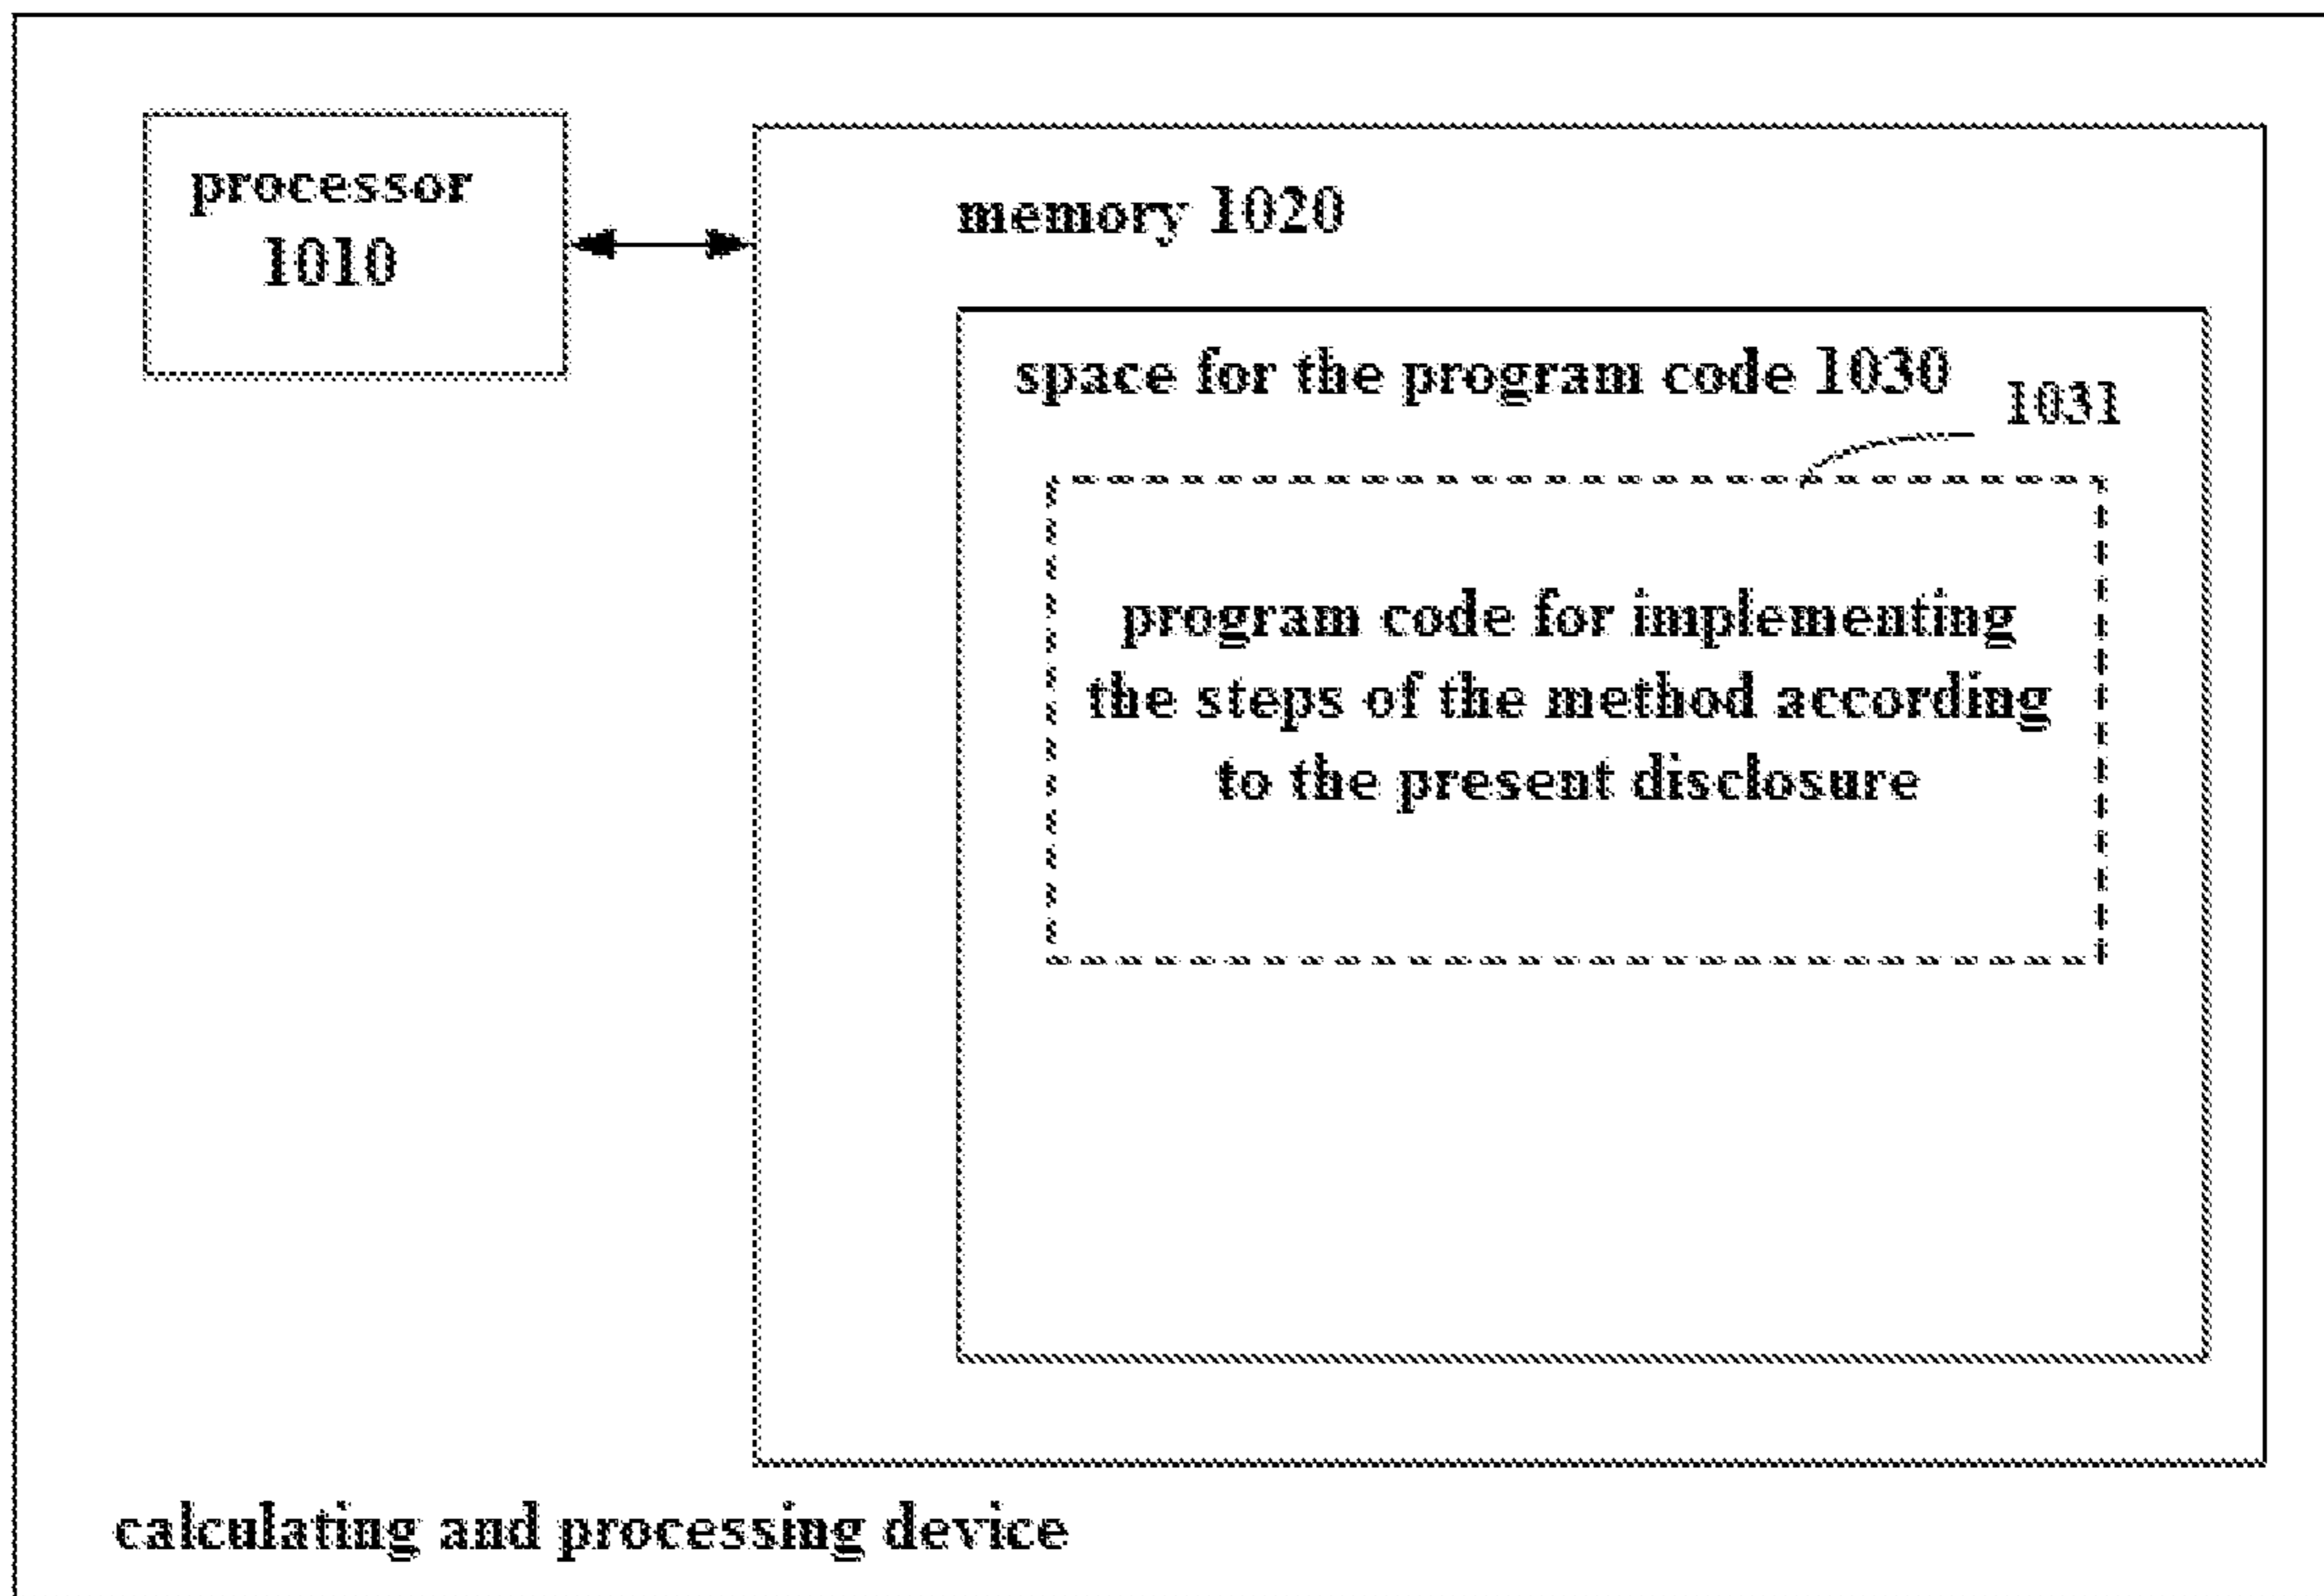 processor
1010
memory 1020
space for the program code 1030
1031
program code for implementing
the steps of the method according
to the present disclosure
calculating and processing device